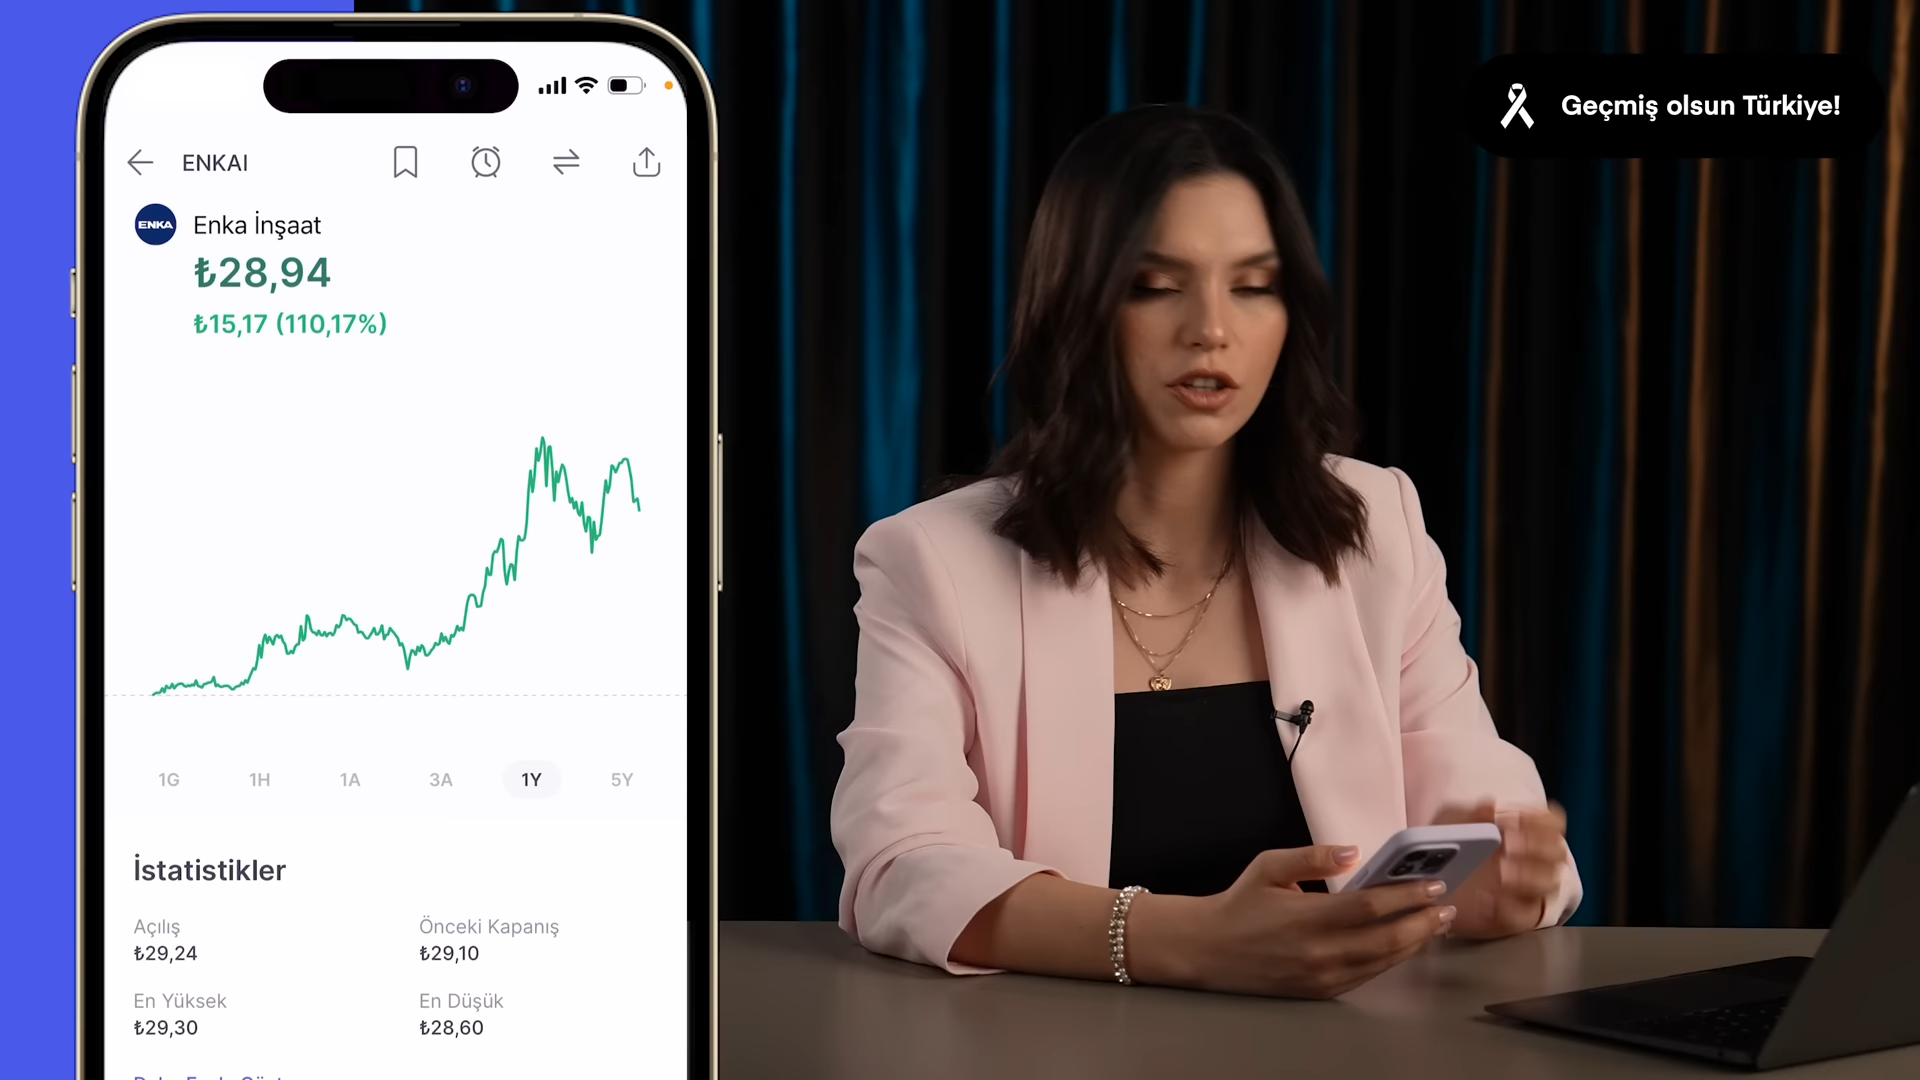 ENKAI
ENKA
Enka İnşaat
₺28,94
₺15,17 (110,17%)
1G 1H 1A 3A 1Y 5Y
İstatistikler
Açılış Önceki Kapanış
₺29,24 ₺29,10
En Yüksek En Düşük
₺29,30 ₺28,60
Geçmiş olsun Türkiye!